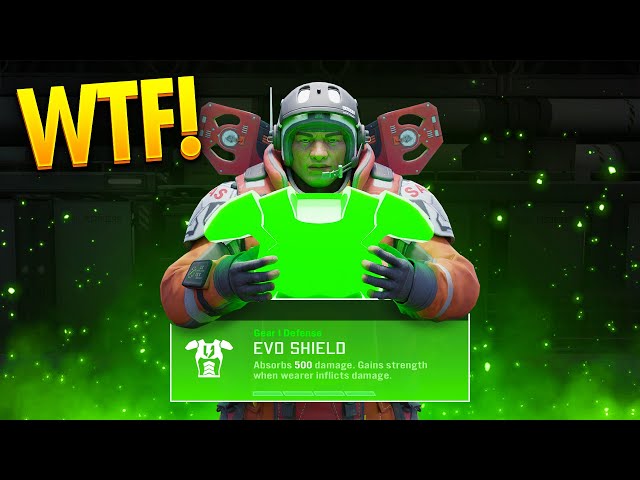 WTF!
Gear | Defense
EVO SHIELD
Absorbs 500 damage. Gains strength
when wearer inflicts damage.